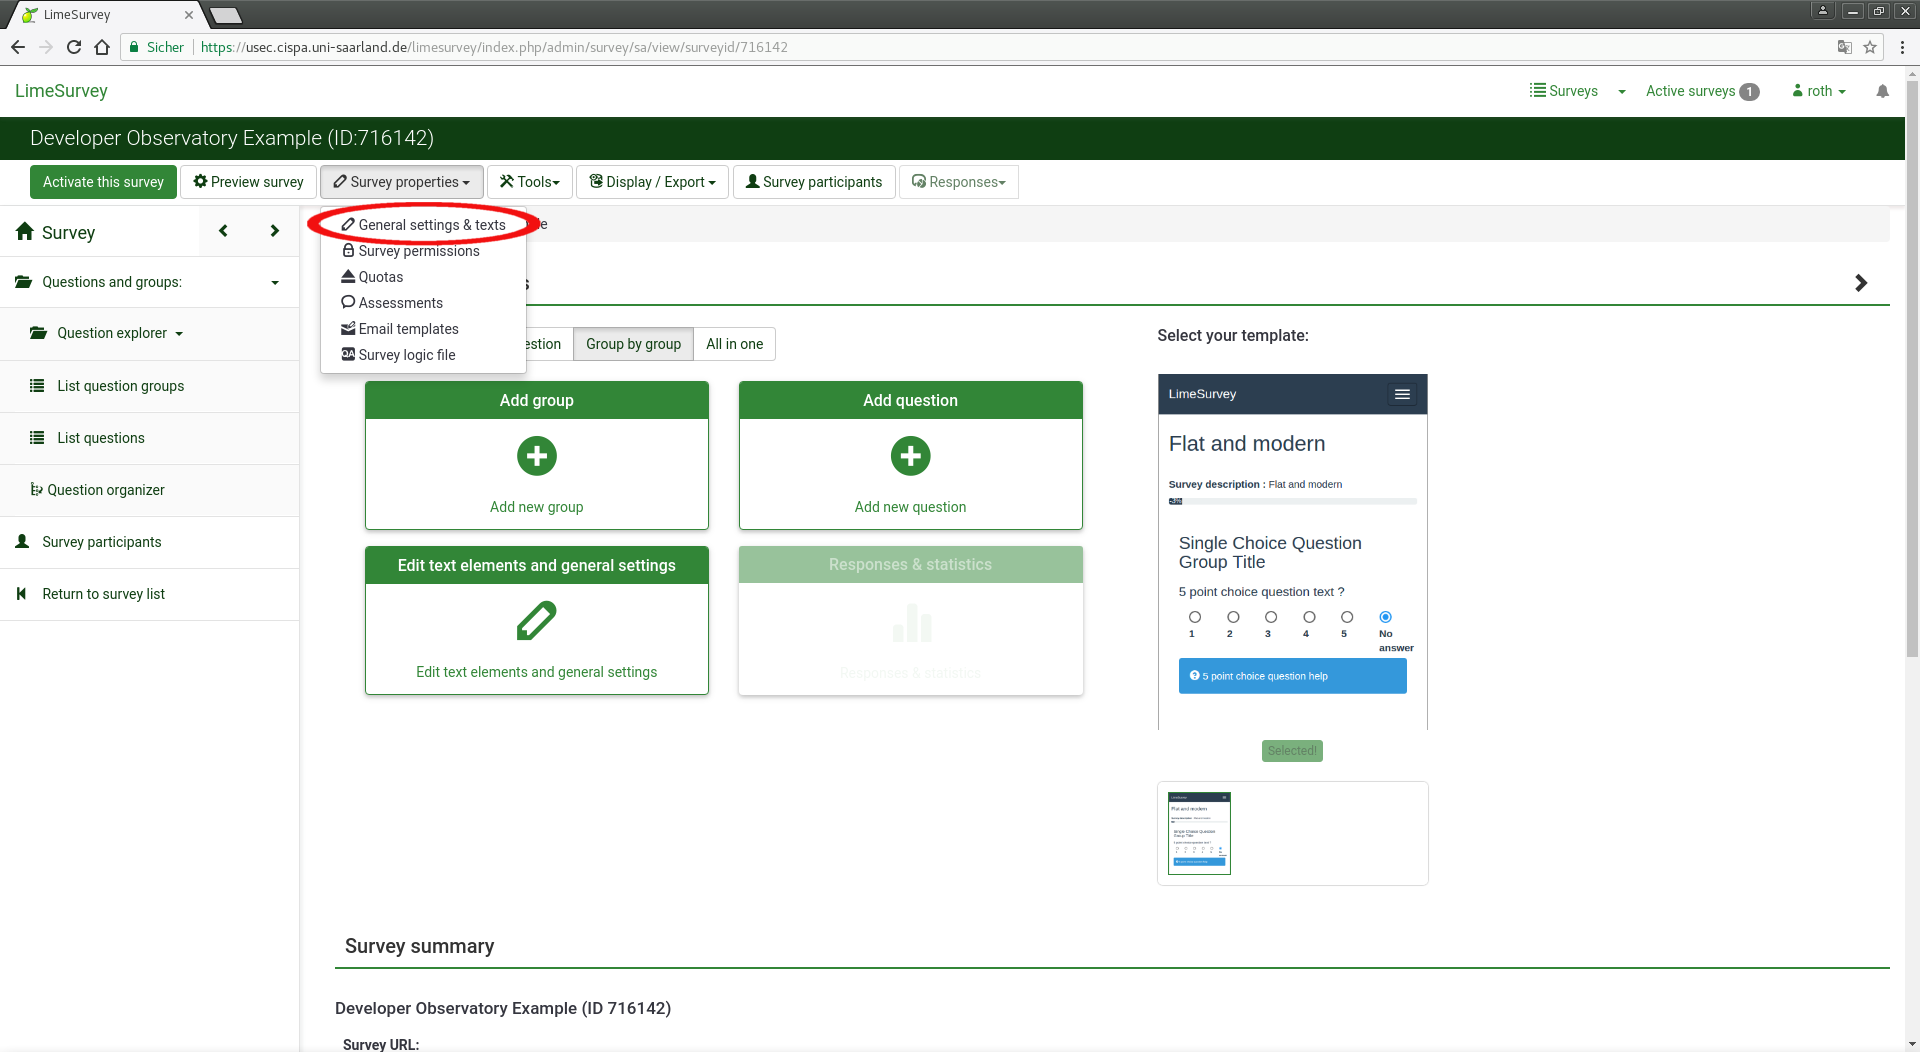 LimeSurvey
Sicher https://usec.cispa.uni-saarland.de/limesurvey/index.php/admin/survey/sa/view/surveyid/716142
LimeSurvey
Surveys
Active surveys 1
roth
Developer Observatory Example (ID:716142)
Activate this survey
Preview survey
Survey properties
Tools
Display / Export
Survey participants
Responses
Survey
Questions and groups:
Question explorer
List question groups
List questions
Question organizer
Survey participants
Return to survey list
General settings & texts
Survey permissions
Quotas
Assessments
Email templates
QA Survey logic file
Group by group
All in one
Add group
Add new group
Add question
Add new question
Edit text elements and general settings
Edit text elements and general settings
Responses & statistics
Responses & statistics
Select your template:
LimeSurvey
Flat and modern
Survey description : Flat and modern
Single Choice Question
Group Title
5 point choice question text ?
1 2 3 4 5 No
answer
5 point choice question help
Selected!
Survey summary
Developer Observatory Example (ID 716142)
Survey URL: